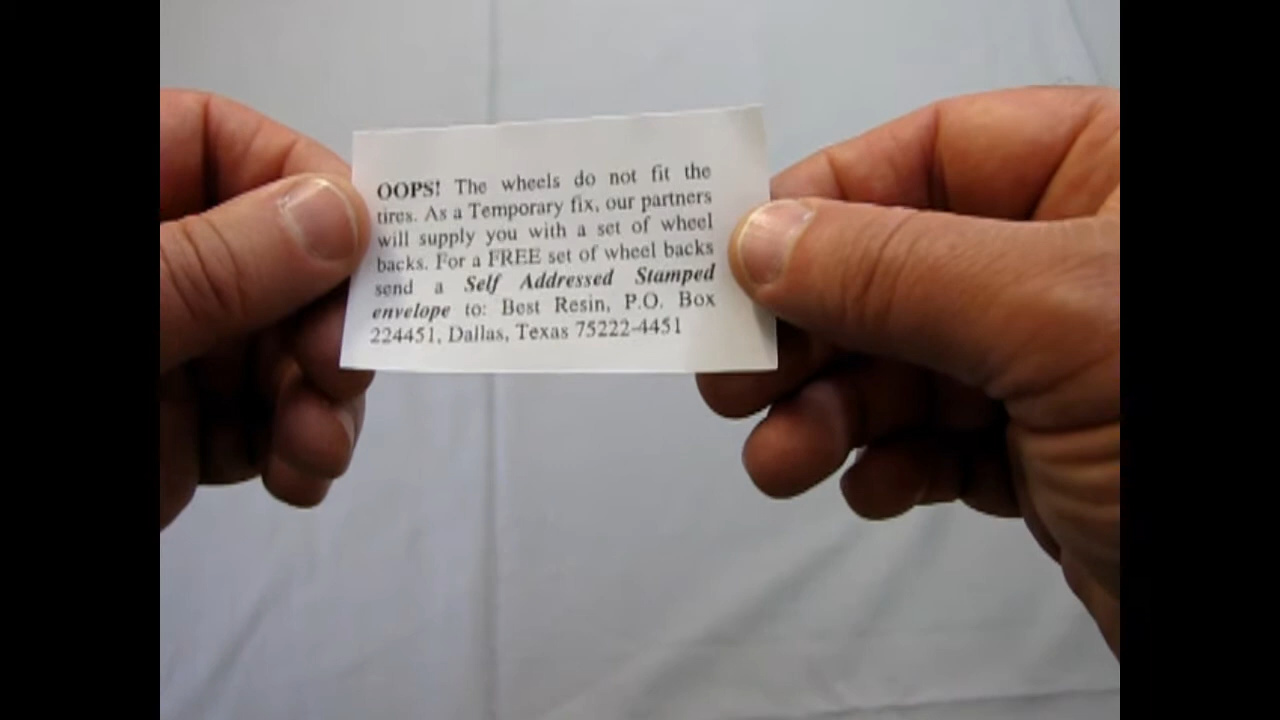 OOPS! The wheels do not fit the
tires. As a Temporary fix, our partners
will supply you with a set of wheel
backs. For a FREE set of wheel backs
send a Self Addressed Stamped
envelope to: Best Resin, P.O. Box
224451, Dallas, Texas 75222-4451